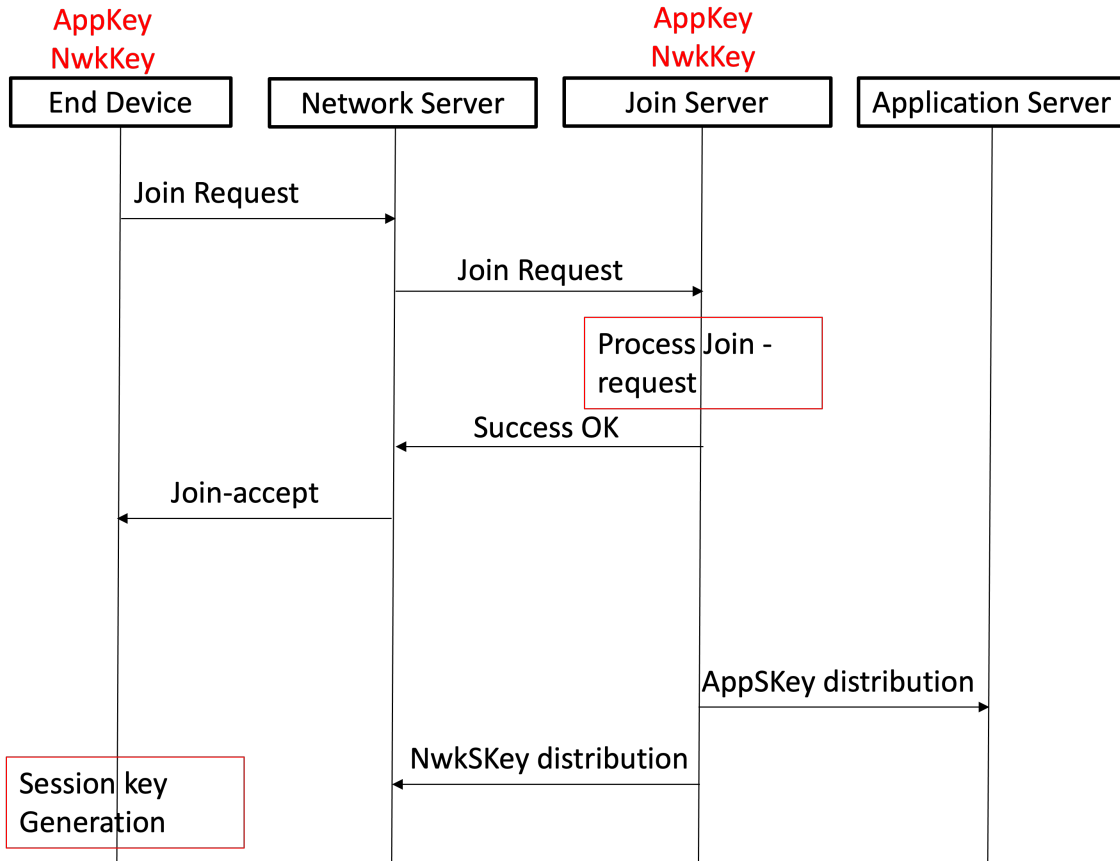 AppKey
NwkKey
AppKey
NwkKey
End Device
Network Server
Join Server
Application Server
Join Request
Join Request
Process Join -
request
Success OK
Join-accept
AppSKey distribution
NwkSKey distribution
Session key
Generation